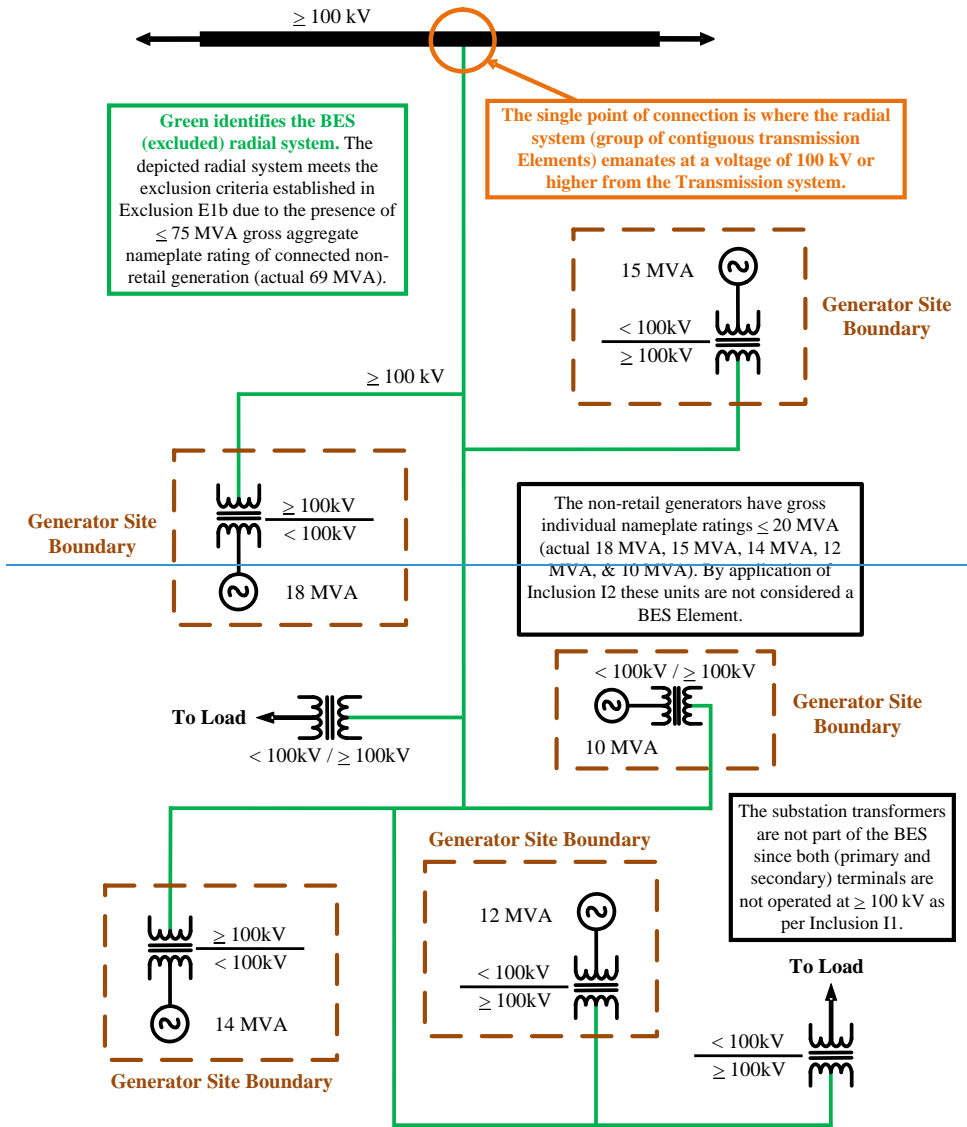 ≥ 100 kV
Green identifies the BES
(excluded) radial system. The
depicted radial system meets the
exclusion criteria established in
Exclusion E1b due to the presence of
≤ 75 MVA gross aggregate
nameplate rating of connected non-
retail generation (actual 69 MVA).
The single point of connection is where the radial
system (group of contiguous transmission
Elements) emanates at a voltage of 100 kV or
higher from the Transmission system.
15 MVA
< 100kV
≥ 100kV
Generator Site
Boundary
≥ 100 kV
Generator Site
Boundary
≥ 100kV
< 100kV
18 MVA
The non-retail generators have gross
individual nameplate ratings ≤ 20 MVA
(actual 18 MVA, 15 MVA, 14 MVA, 12
MVA, & 10 MVA). By application of
Inclusion I2 these units are not considered a
BES Element.
< 100kV / ≥ 100kV
10 MVA
Generator Site
Boundary
To Load
< 100kV / ≥ 100kV
The substation transformers
are not part of the BES
since both (primary and
secondary) terminals are
not operated at ≥ 100 kV as
per Inclusion I1.
Generator Site Boundary
12 MVA
< 100kV
≥ 100kV
≥ 100kV
< 100kV
14 MVA
Generator Site Boundary
To Load
< 100kV
≥ 100kV